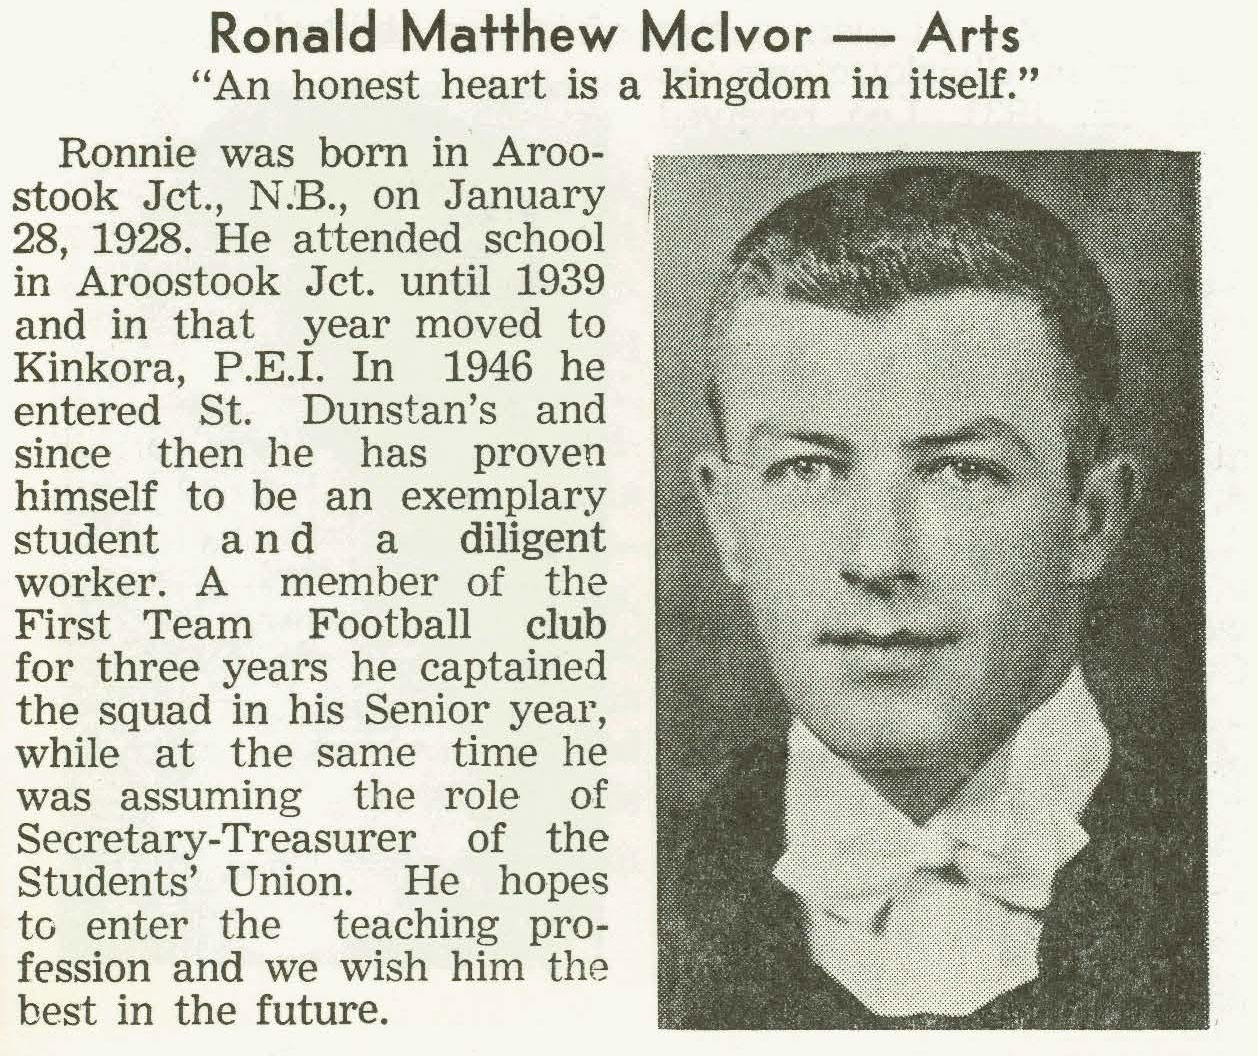 Ronald Matthew McIvor — Arts
“An honest heart is a kingdom in itself.”
Ronnie was born in Aroo-
stook Jct., N.B., on January
28, 1928. He attended school
in Aroostook Jct. until 1939
and in that year moved to
Kinkora, P.E.I. In 1946 he
entered St. Dunstan’s and
since then he has proven
himself to be an exemplary
student and a diligent
worker. A member of the
First Team Football club
for three years he captained
the squad in his Senior year,
while at the same time he
was assuming the role of
Secretary-Treasurer of the
Students’ Union. He hopes
to enter the teaching pro-
fession and we wish him the
best in the future.